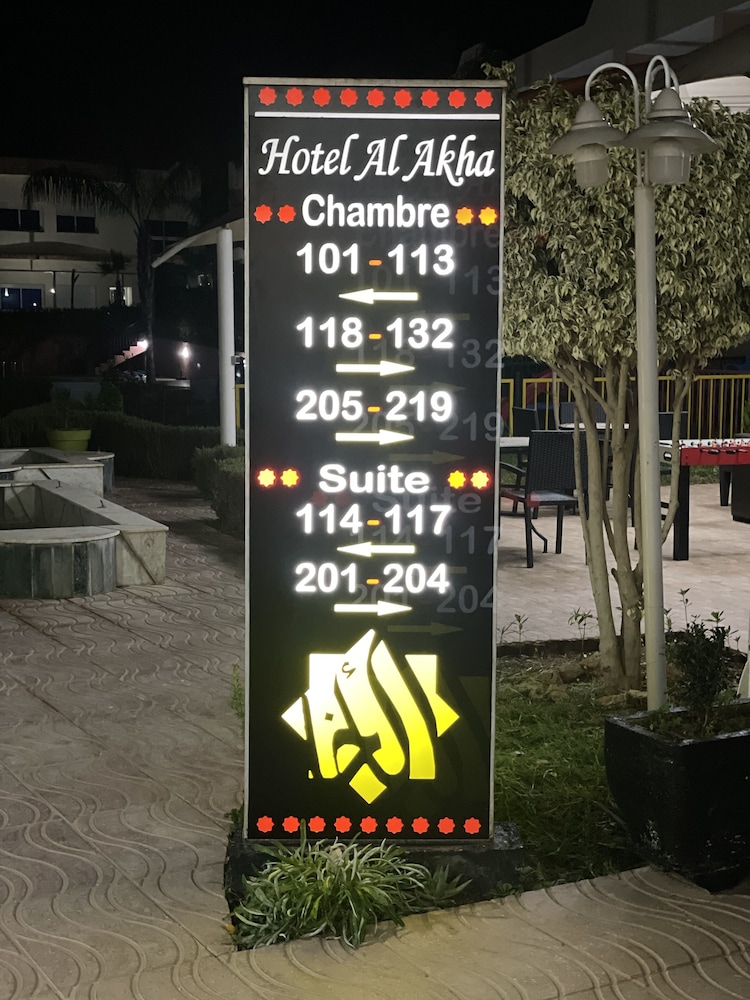 Hotel Al Akha
Chambre
101-113
118-132
205-219
Suite
114-117
201-204